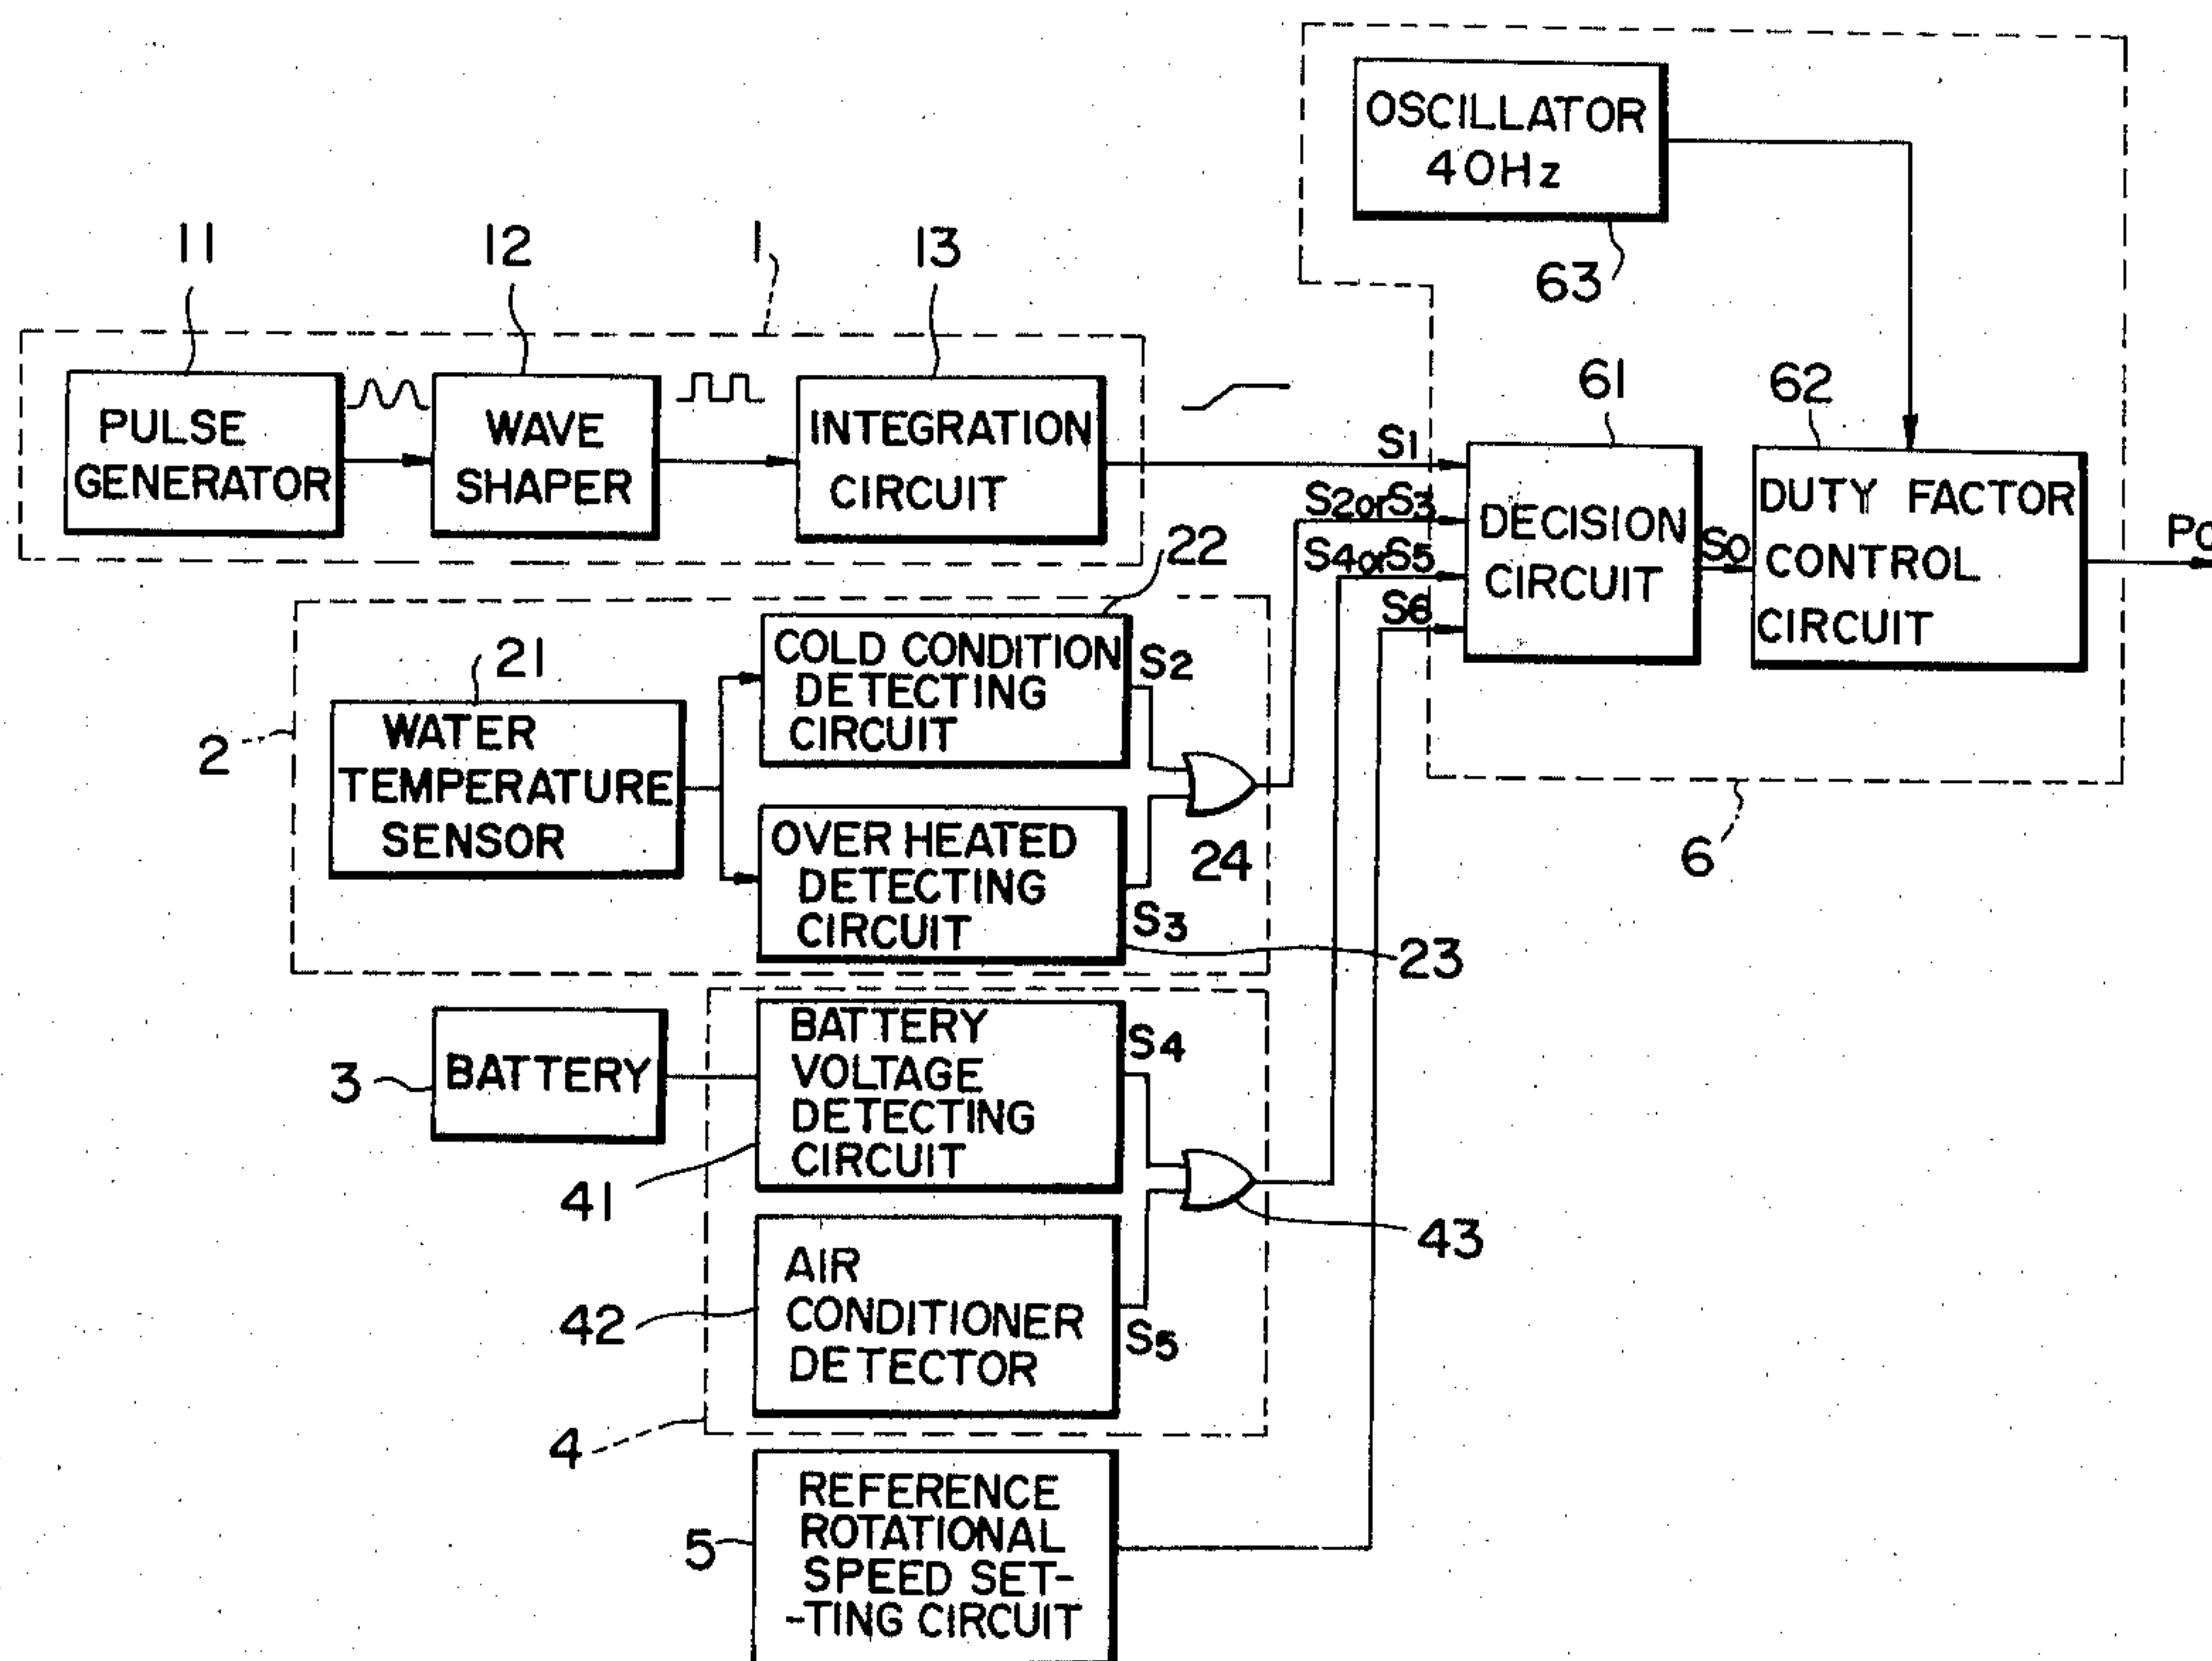 OSCILLATOR
40Hz
63
11
12
1
13
PULSE
GENERATOR
WAVE
SHAPER
INTEGRATION
CIRCUIT
61
62
S1
S2orS3
S4orS5
S6
DECISION
CIRCUIT
S0
DUTY FACTOR
CONTROL
CIRCUIT
6
2
21
WATER
TEMPERATURE
SENSOR
22
COLD CONDITION
DETECTING
CIRCUIT
S2
OVER HEATED
DETECTING
CIRCUIT
S3
24
23
3
BATTERY
BATTERY
VOLTAGE
DETECTING
CIRCUIT
S4
41
43
AIR
CONDITIONER
DETECTOR
S5
42
4
5
REFERENCE
ROTATIONAL
SPEED SET-
-TING CIRCUIT